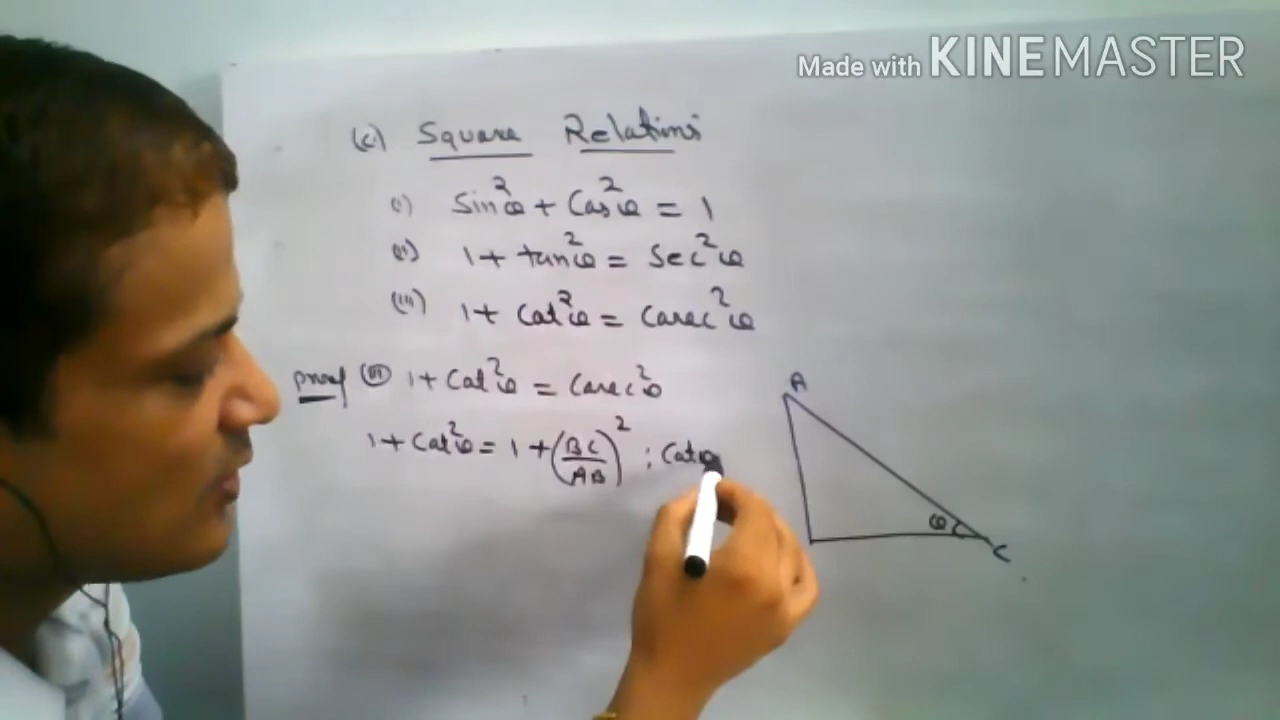 Made with KINEMASTER
(c) Square Relations
(i) Sin²θ + Cos²θ = 1
(ii) 1 + tan²θ = Sec²θ
(iii) 1 + Cot²θ = Cosec²θ
Proof (iii) 1 + Cot²θ = Cosec²θ
1 + Cot²θ = 1 + (BC/AB)² ; Cotθ
A
θ
C